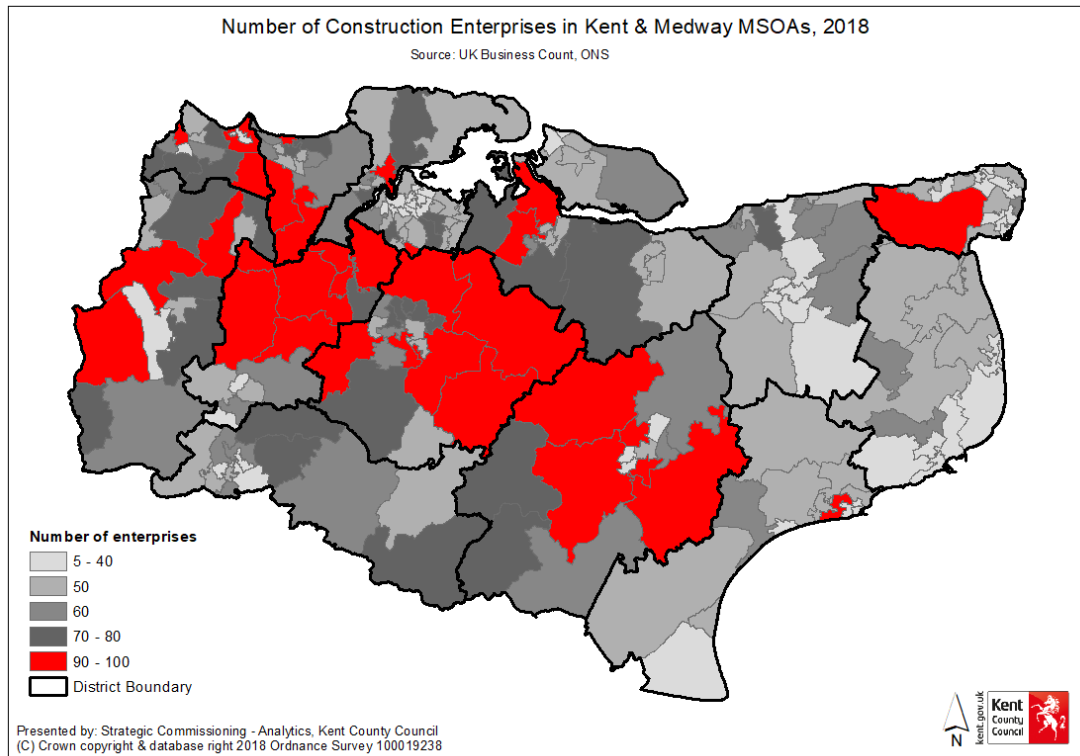 Number of Construction Enterprises in Kent & Medway MSOAs, 2018
Source: UK Business Count, ONS
Number of enterprises
5 - 40
50
60
70 - 80
90 - 100
District Boundary
Presented by: Strategic Commissioning - Analytics, Kent County Council
(C) Crown copyright & database right 2018 Ordnance Survey 100019238
N
kent.gov.uk
Kent
County
Council